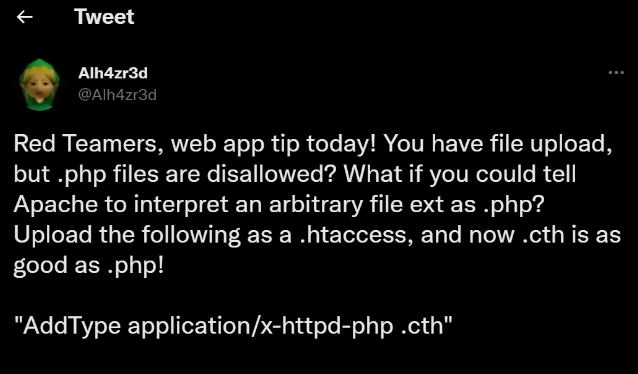 Tweet
Alh4zr3d
@Alh4zr3d
Red Teamers, web app tip today! You have file upload,
but .php files are disallowed? What if you could tell
Apache to interpret an arbitrary file ext as .php?
Upload the following as a .htaccess, and now .cth is as
good as .php!
"AddType application/x-httpd-php .cth"